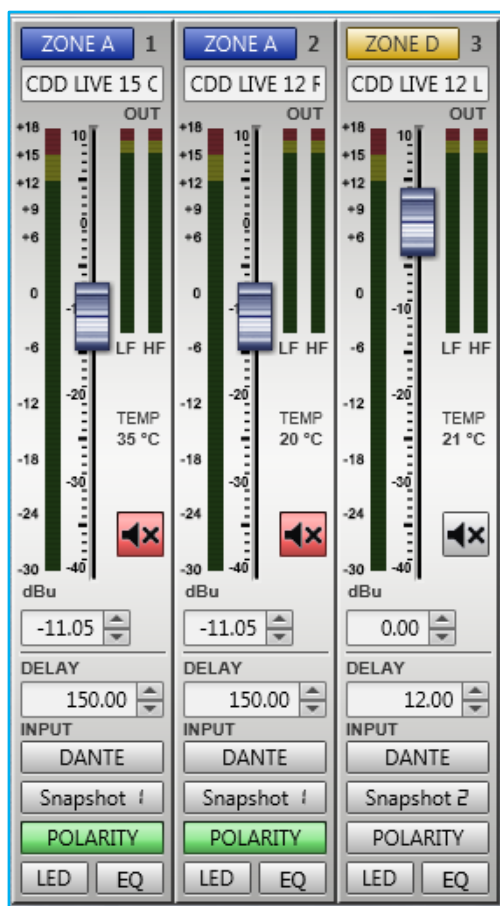 ZONE A 1
CDD LIVE 15 C
OUT
+18
+15
+12
+9
+6
0
-6
-12
-18
-24
-30
dBu
10
0
-1
-20
-30
-40
LF HF
TEMP
35 °C
-11.05
DELAY
150.00
INPUT
DANTE
Snapshot 1
POLARITY
LED EQ
ZONE A 2
CDD LIVE 12 F
OUT
+18
+15
+12
+9
+6
0
-6
-12
-18
-24
-30
dBu
10
0
-1
-20
-30
-40
LF HF
TEMP
20 °C
-11.05
DELAY
150.00
INPUT
DANTE
Snapshot 1
POLARITY
LED EQ
ZONE D 3
CDD LIVE 12 L
OUT
+18
+15
+12
+9
+6
0
-6
-12
-18
-24
-30
dBu
10
-10
-20
-30
-40
LF HF
TEMP
21 °C
0.00
DELAY
12.00
INPUT
DANTE
Snapshot 2
POLARITY
LED EQ